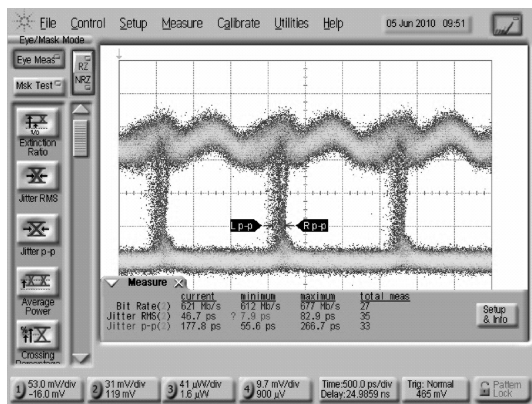 File Control Setup Measure Calibrate Utilities Help 05 Jun 2010 09:51
Eye/Mask Mode
Eye Meas
RZ
NRZ
Msk Test
Extinction
Ratio
Jitter RMS
Jitter p-p
Average
Power
Crossing
Percentage
L p-p R p-p
Measure
current minimum maximum total meas
Bit Rate(3) 621 Mb/s 612 Mb/s 677 Mb/s 27
Jitter RMS(3) 46.7 ps ? 7.9 ps 82.9 ps 35
Jitter p-p(3) 177.8 ps 55.6 ps 266.7 ps 33
Setup
& Info
1 53.0 mV/div
-16.0 mV
2 31 mV/div
119 mV
3 41 µW/div
1.6 µW
4 9.7 mV/div
900 µV
Time:500.0 ps/div
Delay:24.9859 ns
Trig: Normal
465 mV
Pattern
Lock